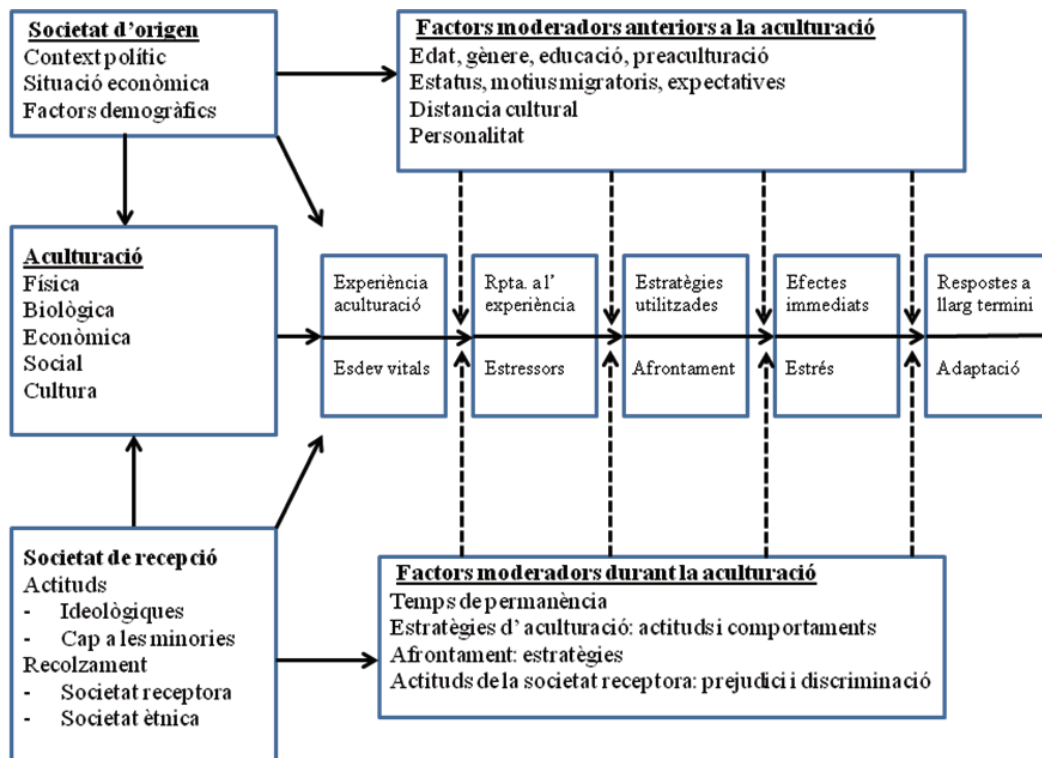 Societat d'origen
Context polític
Situació econòmica
Factors demogràfics
Factors moderadors anteriors a la aculturació
Edat, gènere, educació, preaculturació
Estatus, motius migratoris, expectatives
Distancia cultural
Personalitat
Aculturació
Física
Biològica
Econòmica
Social
Cultura
Experiència
aculturació
Esdev vitals
Rpta. a l'
experiència
Estressors
Estratègies
utilitzades
Afrontament
Efectes
immediats
Estrés
Respostes a
llarg termini
Adaptació
Societat de recepció
Actituds
- Ideològiques
- Cap a les minories
Recolzament
- Societat receptora
- Societat ètnica
Factors moderadors durant la aculturació
Temps de permanència
Estratègies d' aculturació: actituds i comportaments
Afrontament: estratègies
Actituds de la societat receptora: prejudici i discriminació